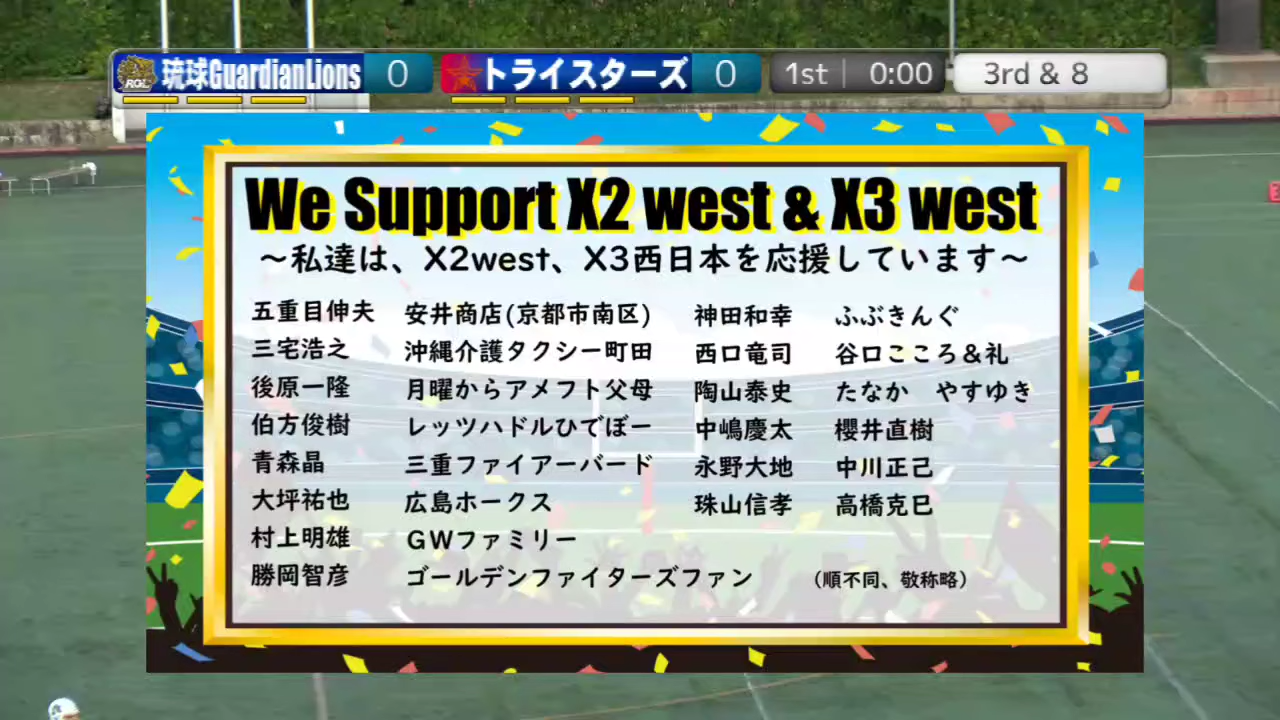 RGL 琉球GuardianLions 0 トライスターズ 0 1st 0:00 3rd & 8
We Support X2 west & X3 west
～私達は、X2west、X3西日本を応援しています～
五重目伸夫 安井商店(京都市南区) 神田和幸 ふぶきんぐ
三宅浩之 沖縄介護タクシー町田 西口竜司 谷口こころ＆礼
後原一隆 月曜からアメフト父母 陶山泰史 たなか　やすゆき
伯方俊樹 レッツハドルひでぼー 中嶋慶太 櫻井直樹
青森晶 三重ファイアーバード 永野大地 中川正己
大坪祐也 広島ホークス 珠山信孝 高橋克巳
村上明雄 GWファミリー
勝岡智彦 ゴールデンファイターズファン （順不同、敬称略）